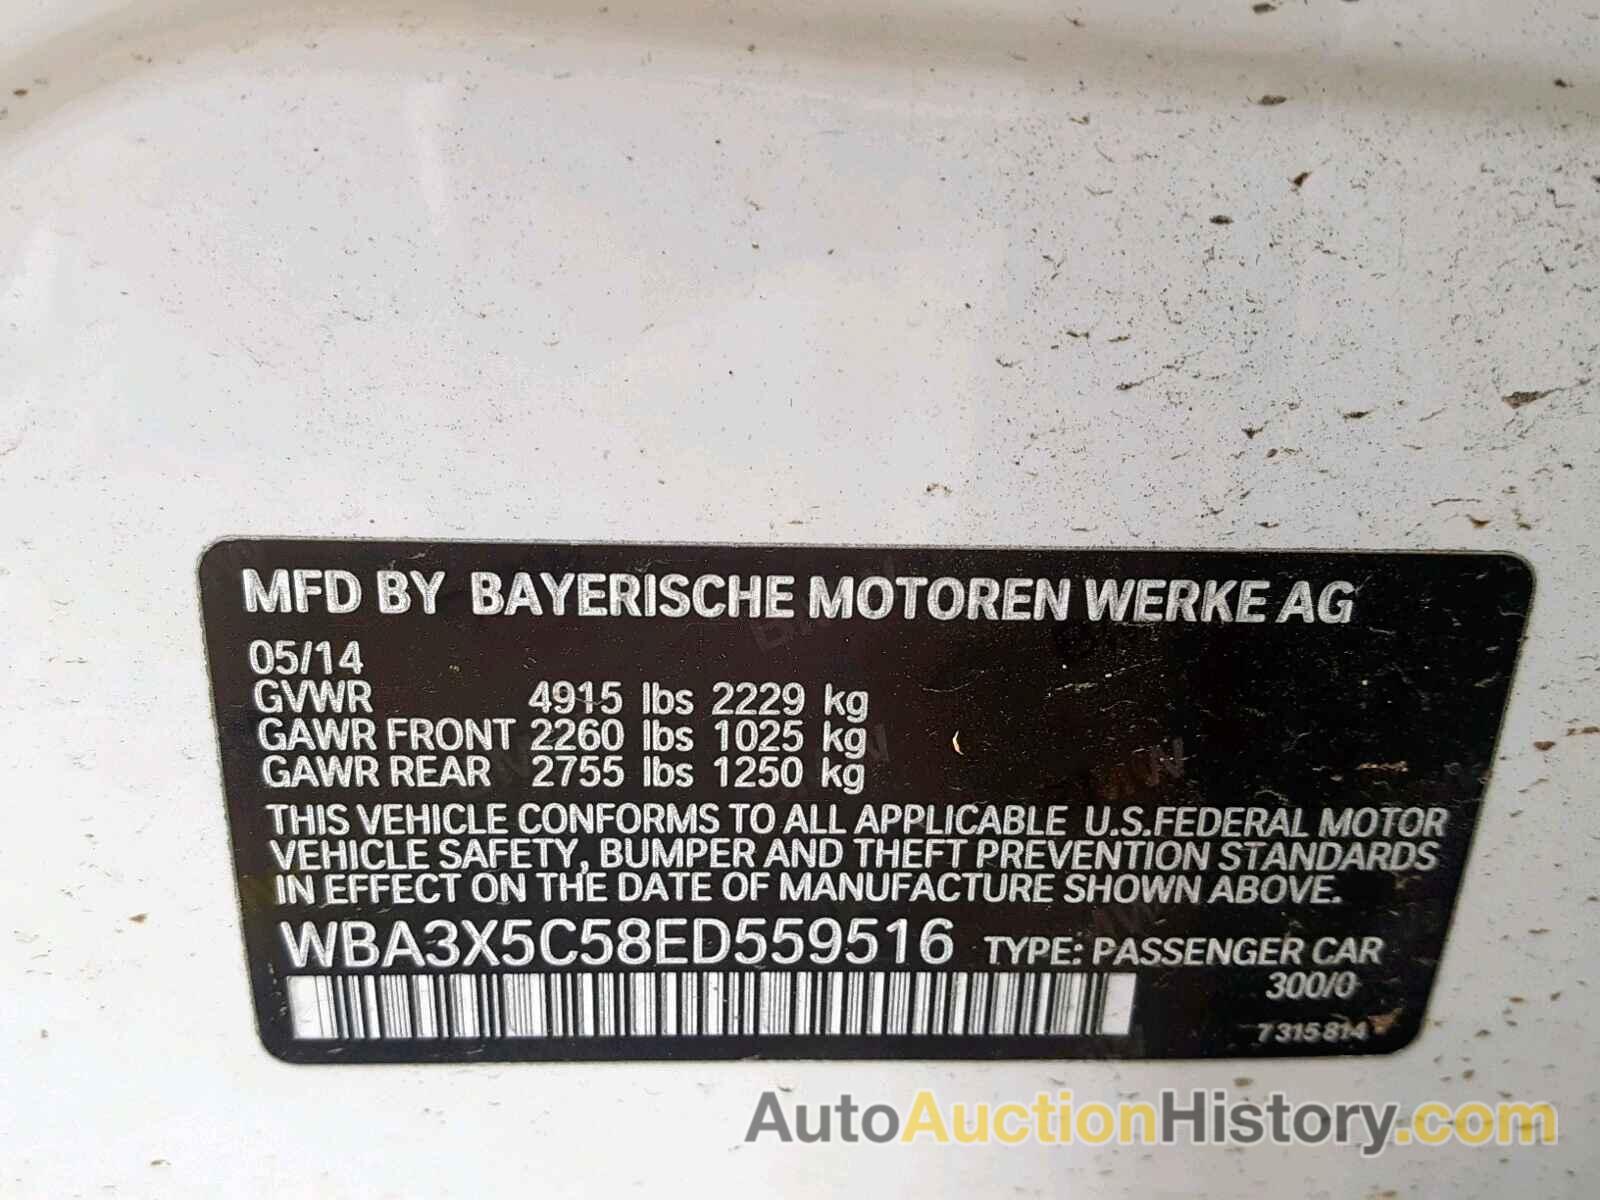 MFD BY BAYERISCHE MOTOREN WERKE AG
05/14
GVWR 4915 lbs 2229 kg
GAWR FRONT 2260 lbs 1025 kg
GAWR REAR 2755 lbs 1250 kg
THIS VEHICLE CONFORMS TO ALL APPLICABLE U.S.FEDERAL MOTOR
VEHICLE SAFETY, BUMPER AND THEFT PREVENTION STANDARDS
IN EFFECT ON THE DATE OF MANUFACTURE SHOWN ABOVE.
WBA3X5C58ED559516 TYPE: PASSENGER CAR
300/0
7 315 814
AutoAuctionHistory.com